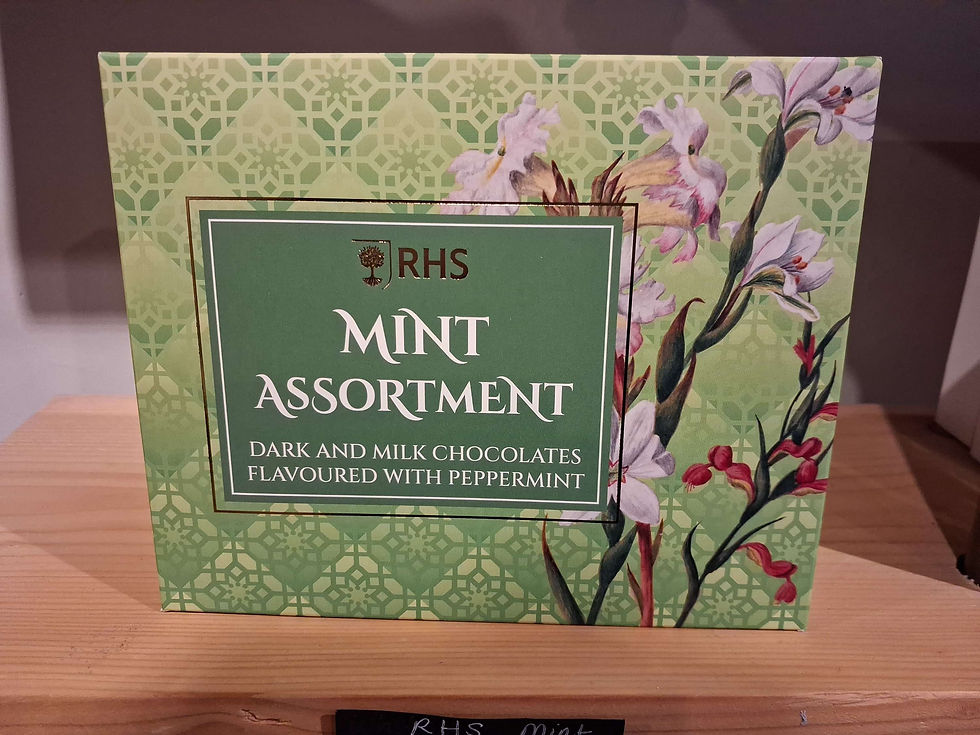 RHS
MINT
ASSORTMENT
DARK AND MILK CHOCOLATES
FLAVOURED WITH PEPPERMINT
RHS Mint